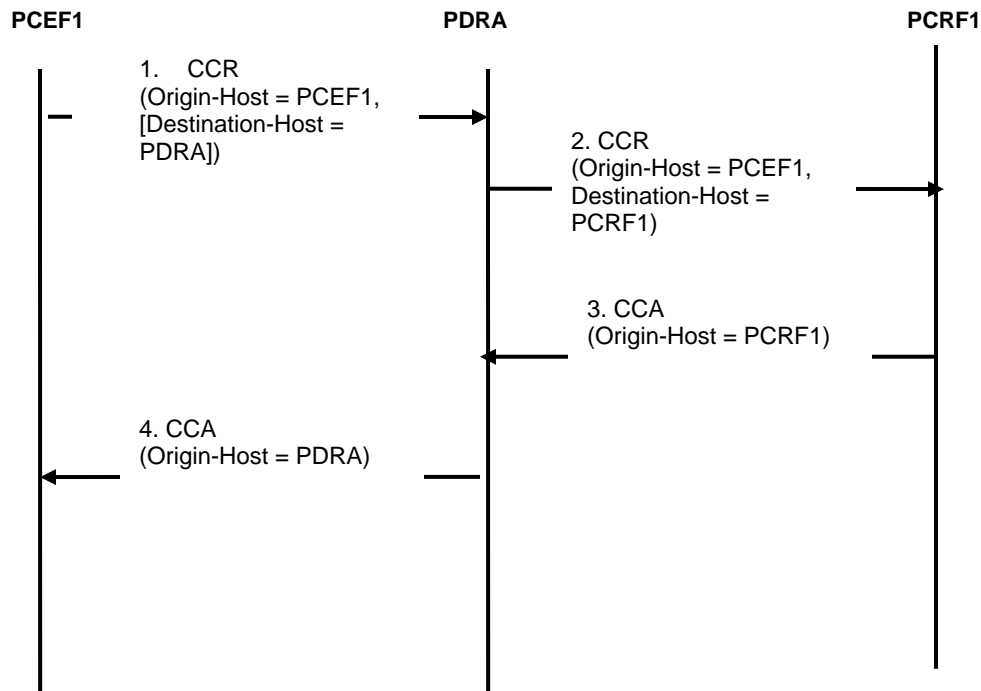 PCEF1
PDRA
PCRF1
1. CCR
(Origin-Host = PCEF1,
[Destination-Host =
PDRA])
2. CCR
(Origin-Host = PCEF1,
Destination-Host =
PCRF1)
3. CCA
(Origin-Host = PCRF1)
4. CCA
(Origin-Host = PDRA)